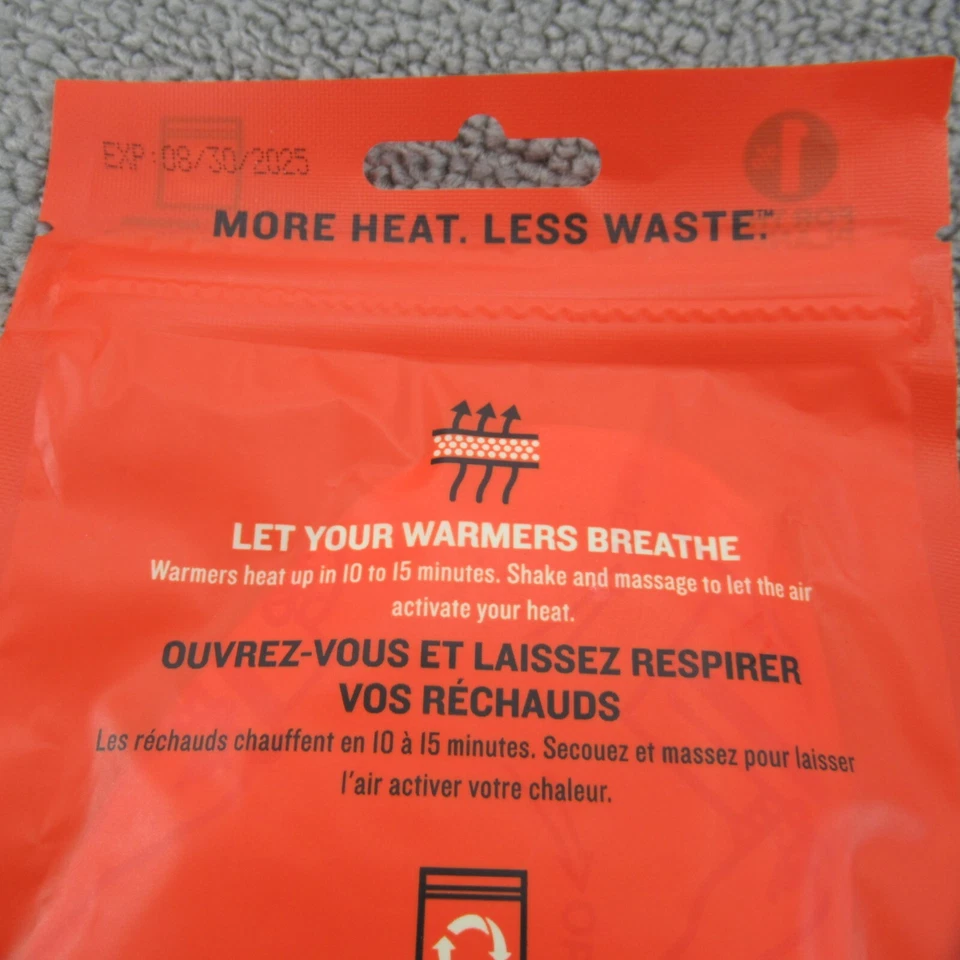 EXP:08/30/2025
MORE HEAT. LESS WASTE.™
LET YOUR WARMERS BREATHE
Warmers heat up in 10 to 15 minutes. Shake and massage to let the air
activate your heat.
OUVREZ-VOUS ET LAISSEZ RESPIRER
VOS RÉCHAUDS
Les réchauds chauffent en 10 à 15 minutes. Secouez et massez pour laisser
l'air activer votre chaleur.